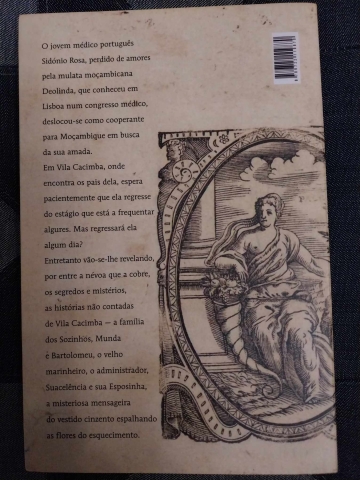 O jovem médico português
Sidónio Rosa, perdido de amores
pela mulata moçambicana
Deolinda, que conheceu em
Lisboa num congresso médico,
deslocou-se como cooperante
para Moçambique em busca
da sua amada.
Em Vila Cacimba, onde
encontra os pais dela, espera
pacientemente que ela regresse
do estágio que está a frequentar
algures. Mas regressará ela
algum dia?
Entretanto vão-se-lhe revelando,
por entre a névoa que a cobre,
os segredos e mistérios,
as histórias não contadas
de Vila Cacimba — a família
dos Sozinhos, Munda
e Bartolomeu, o velho
marinheiro, o administrador,
Suacelência e sua Esposinha,
a misteriosa mensageira
do vestido cinzento espalhando
as flores do esquecimento.